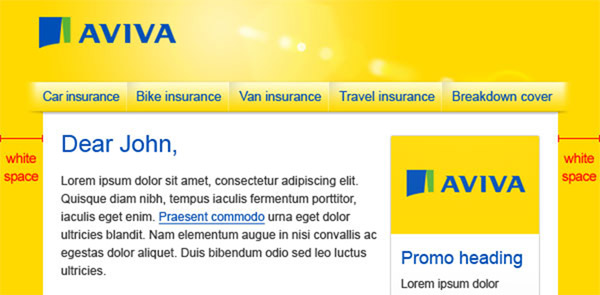 AVIVA
Car insurance Bike insurance Van insurance Travel insurance Breakdown cover
white
space
Dear John,
Lorem ipsum dolor sit amet, consectetur adipiscing elit.
Quisque diam nibh, tempus iaculis fermentum porttitor,
iaculis eget enim. Praesent commodo urna eget dolor
ultricies blandit. Nam elementum augue in nisi convallis ac
egestas dolor aliquet. Duis bibendum odio sed leo luctus
ultricies.
AVIVA
Promo heading
Lorem ipsum dolor
white
space